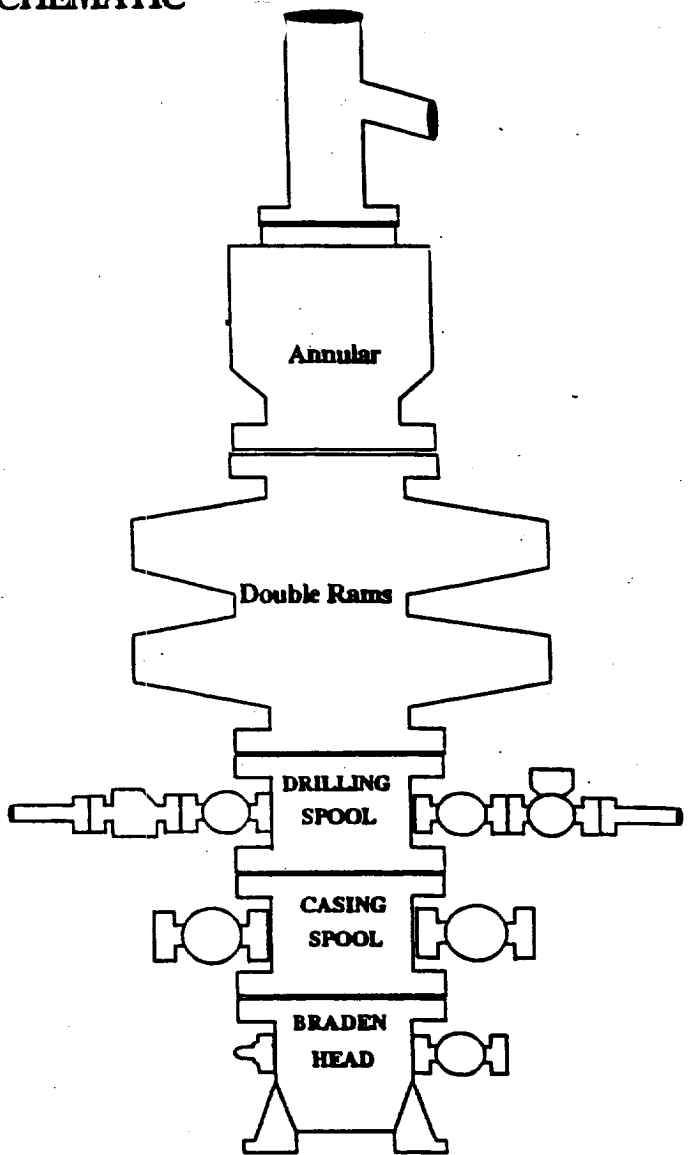 CHEMATIC
Annular
Double Rams
DRILLING
SPOOL
CASING
SPOOL
BRADEN
HEAD